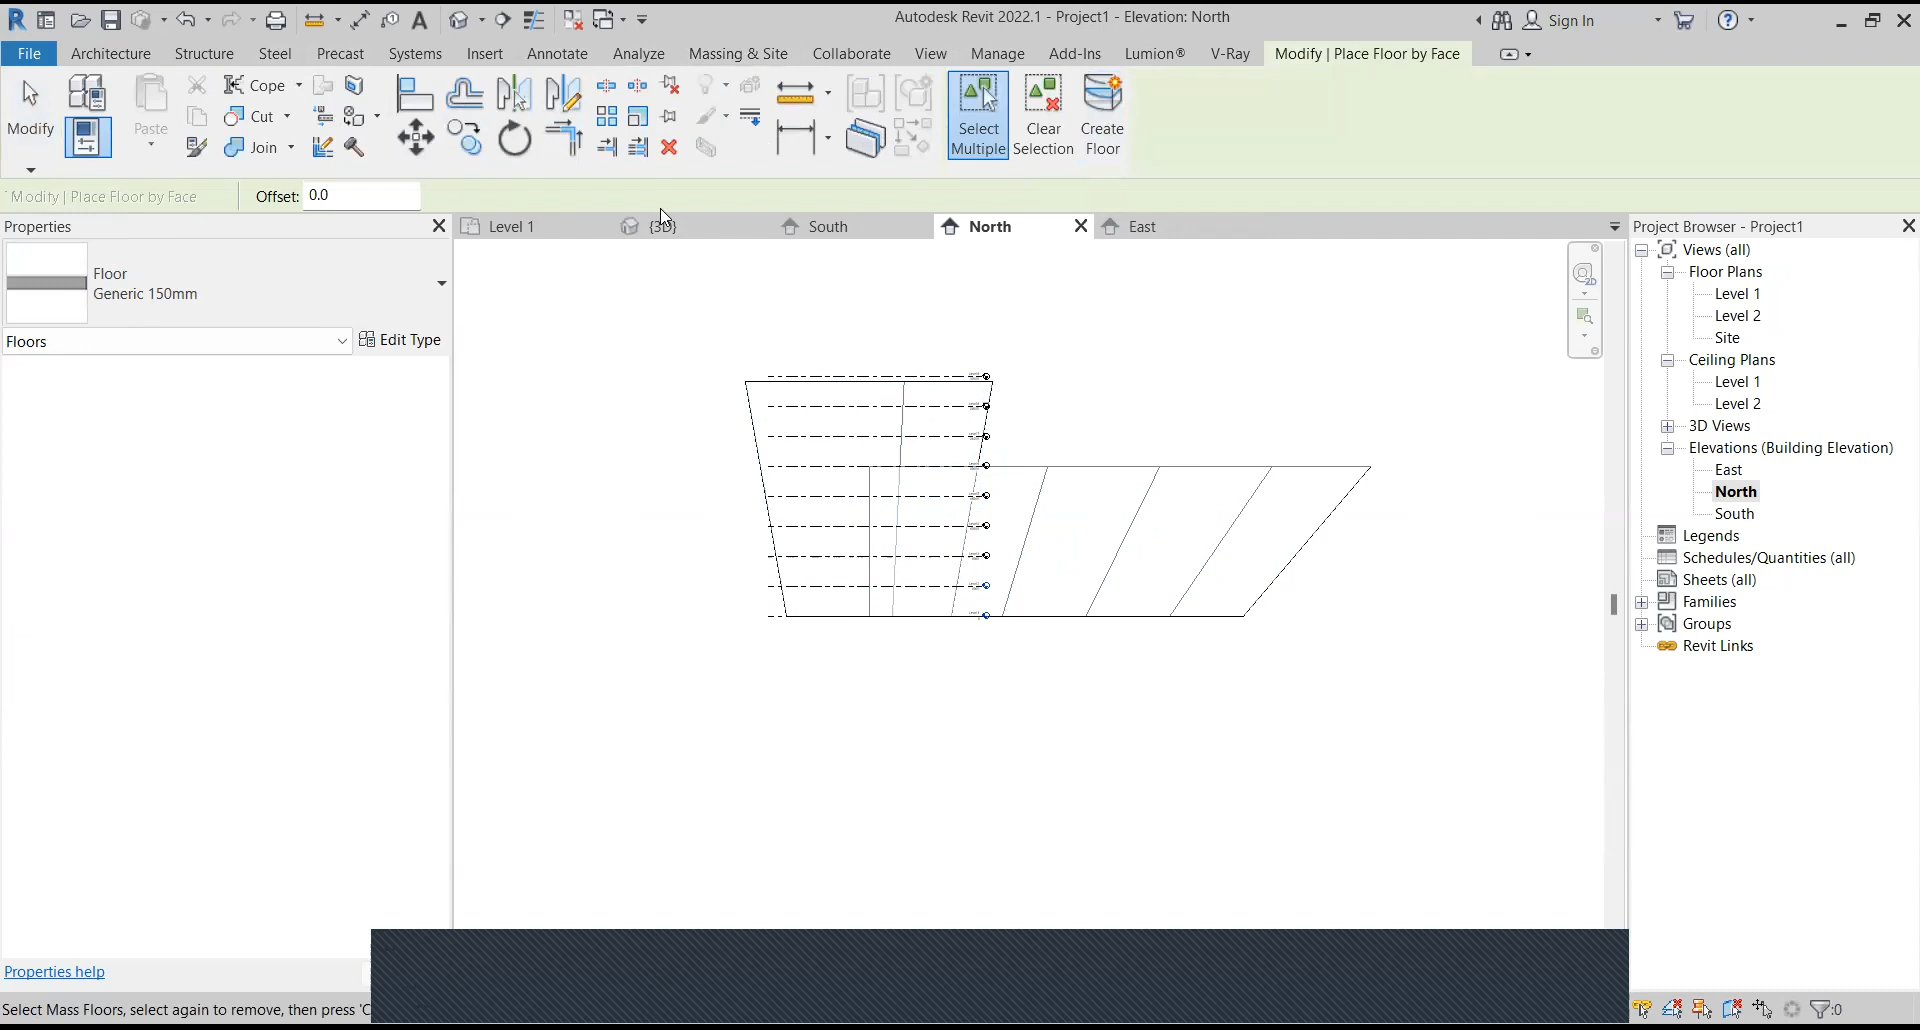 Autodesk Revit 2022.1 - Project1 - Elevation: North
Sign In
File Architecture Structure Steel Precast Systems Insert Annotate Analyze Massing & Site Collaborate View Manage Add-Ins Lumion® V-Ray Modify | Place Floor by Face
Modify
Paste
Cope
Cut
Join
Select Multiple
Clear Selection
Create Floor
Modify | Place Floor by Face
Offset: 0.0
Properties
Level 1
{3D}
South
North
East
Project Browser - Project1
Floor
Generic 150mm
Floors
Edit Type
2D
Views (all)
Floor Plans
Level 1
Level 2
Site
Ceiling Plans
Level 1
Level 2
3D Views
Elevations (Building Elevation)
East
North
South
Legends
Schedules/Quantities (all)
Sheets (all)
Families
Groups
Revit Links
Properties help
Select Mass Floors, select again to remove, then press 'C
:0